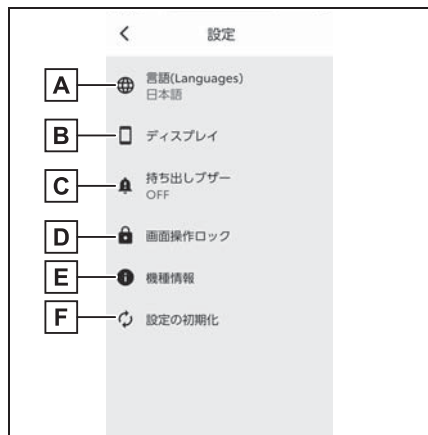 設定
A
言語(Languages)
日本語
B
ディスプレイ
C
持ち出しブザー
OFF
D
画面操作ロック
E
機種情報
F
設定の初期化